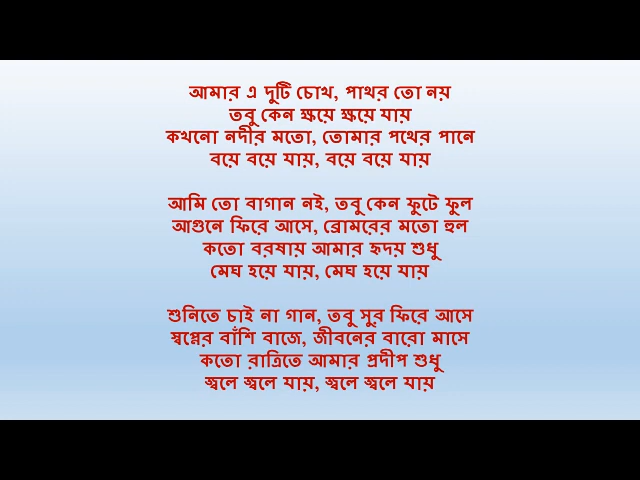 আমার এ দুটি চোখ, পাথর তো নয়
তবু কেন ক্ষয়ে ক্ষয়ে যায়
কখনো নদীর মতো, তোমার পথের পানে
বয়ে বয়ে যায়, বয়ে বয়ে যায়
আমি তো বাগান নই, তবু কেন ফুটে ফুল
আগুনে ফিরে আসে, ব্রোমরের মতো হুল
কতো বরষায় আমার হৃদয় শুধু
মেঘ হয়ে যায়, মেঘ হয়ে যায়
শুনিতে চাই না গান, তবু সুর ফিরে আসে
স্বপ্নের বাঁশি বাজে, জীবনের বারো মাসে
কতো রাত্রিতে আমার প্রদীপ শুধু
জ্বলে জ্বলে যায়, জ্বলে জ্বলে যায়